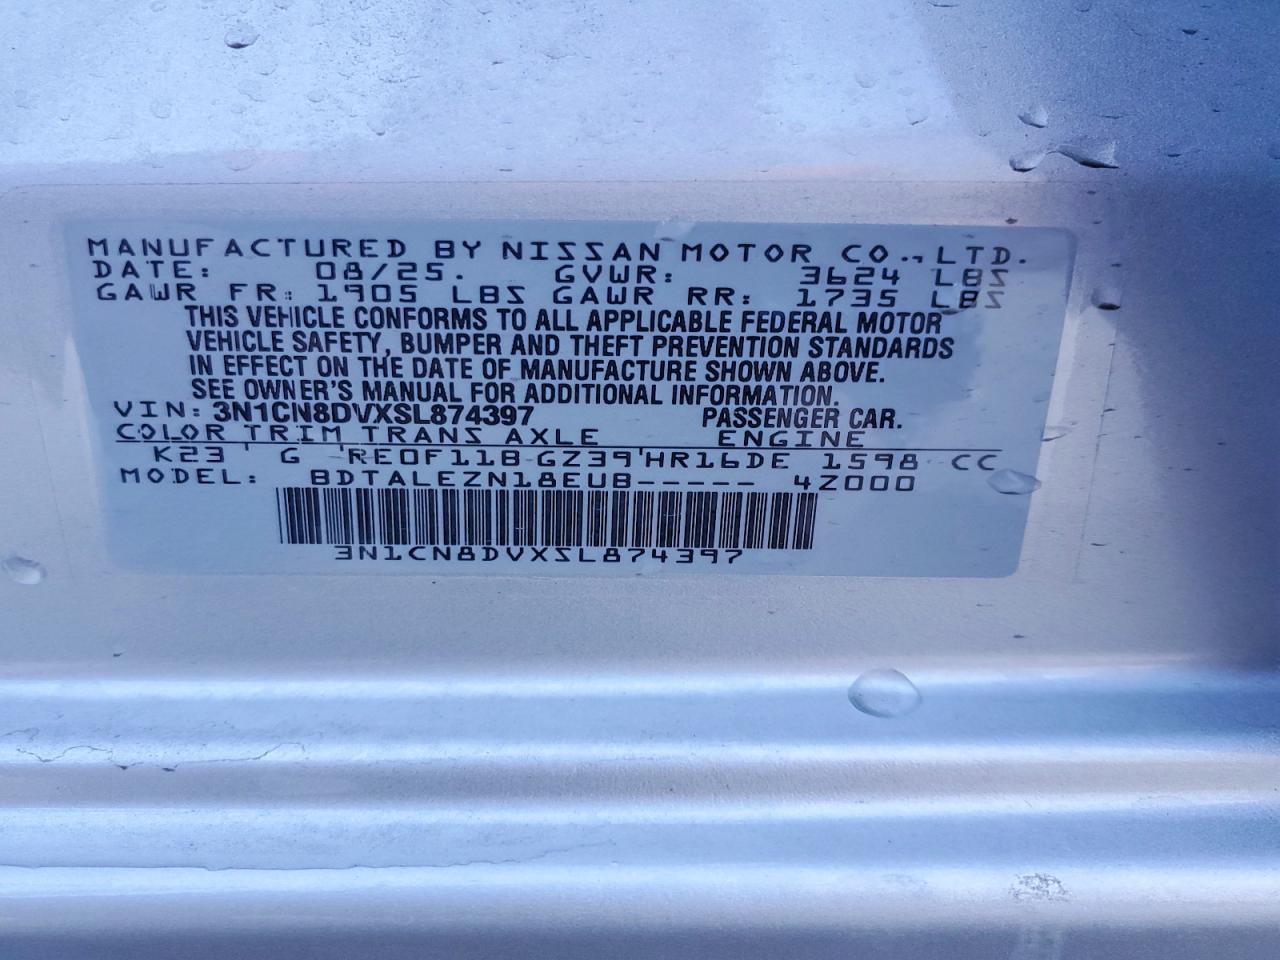 MANUFACTURED BY NISSAN MOTOR CO., LTD.
DATE: 08/25. GVWR: 3624 LBS
GAWR FR: 1905 LBS GAWR RR: 1735 LBS
THIS VEHICLE CONFORMS TO ALL APPLICABLE FEDERAL MOTOR
VEHICLE SAFETY, BUMPER AND THEFT PREVENTION STANDARDS
IN EFFECT ON THE DATE OF MANUFACTURE SHOWN ABOVE.
SEE OWNER'S MANUAL FOR ADDITIONAL INFORMATION.
VIN: 3N1CN8DVXSL874397 PASSENGER CAR.
COLOR TRIM TRANS AXLE ENGINE
K23 ' G 'RE0F11B GZ39'HR16DE 1598 CC
MODEL: BDTALEZN18EUB----- 4Z000
3N1CN8DVXSL874397